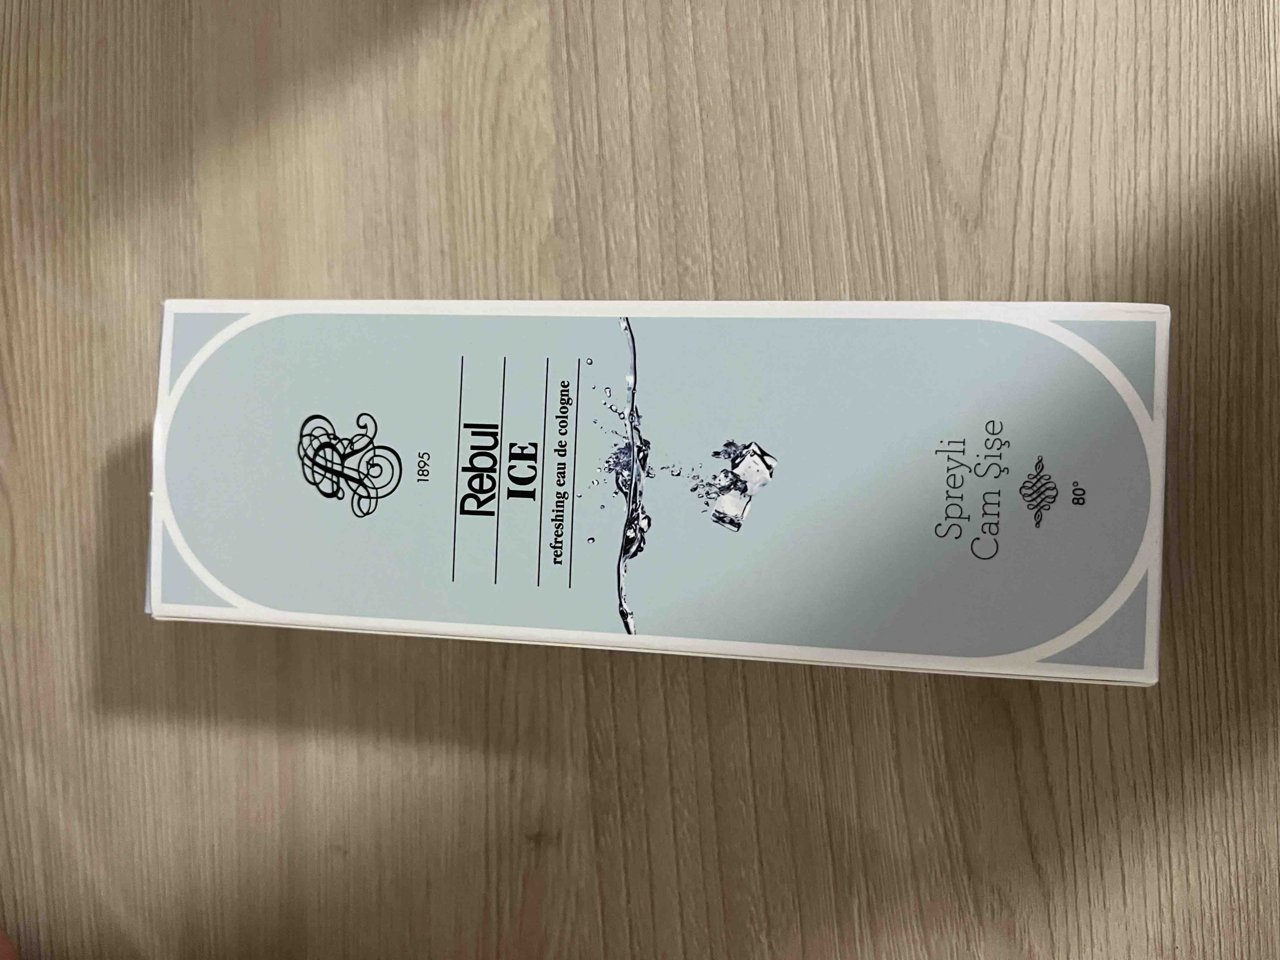 1895
Rebul
ICE
refreshing eau de cologne
Spreyli
Cam Şişe
80°